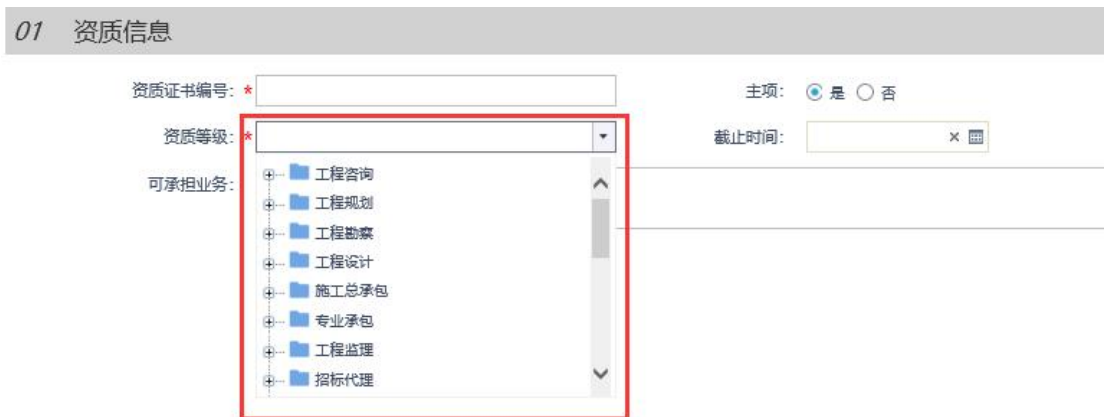 01 资质信息
资质证书编号: * 主项: 是 否
资质等级: * 截止时间:
可承担业务:
工程咨询
工程规划
工程勘察
工程设计
施工总承包
专业承包
工程监理
招标代理